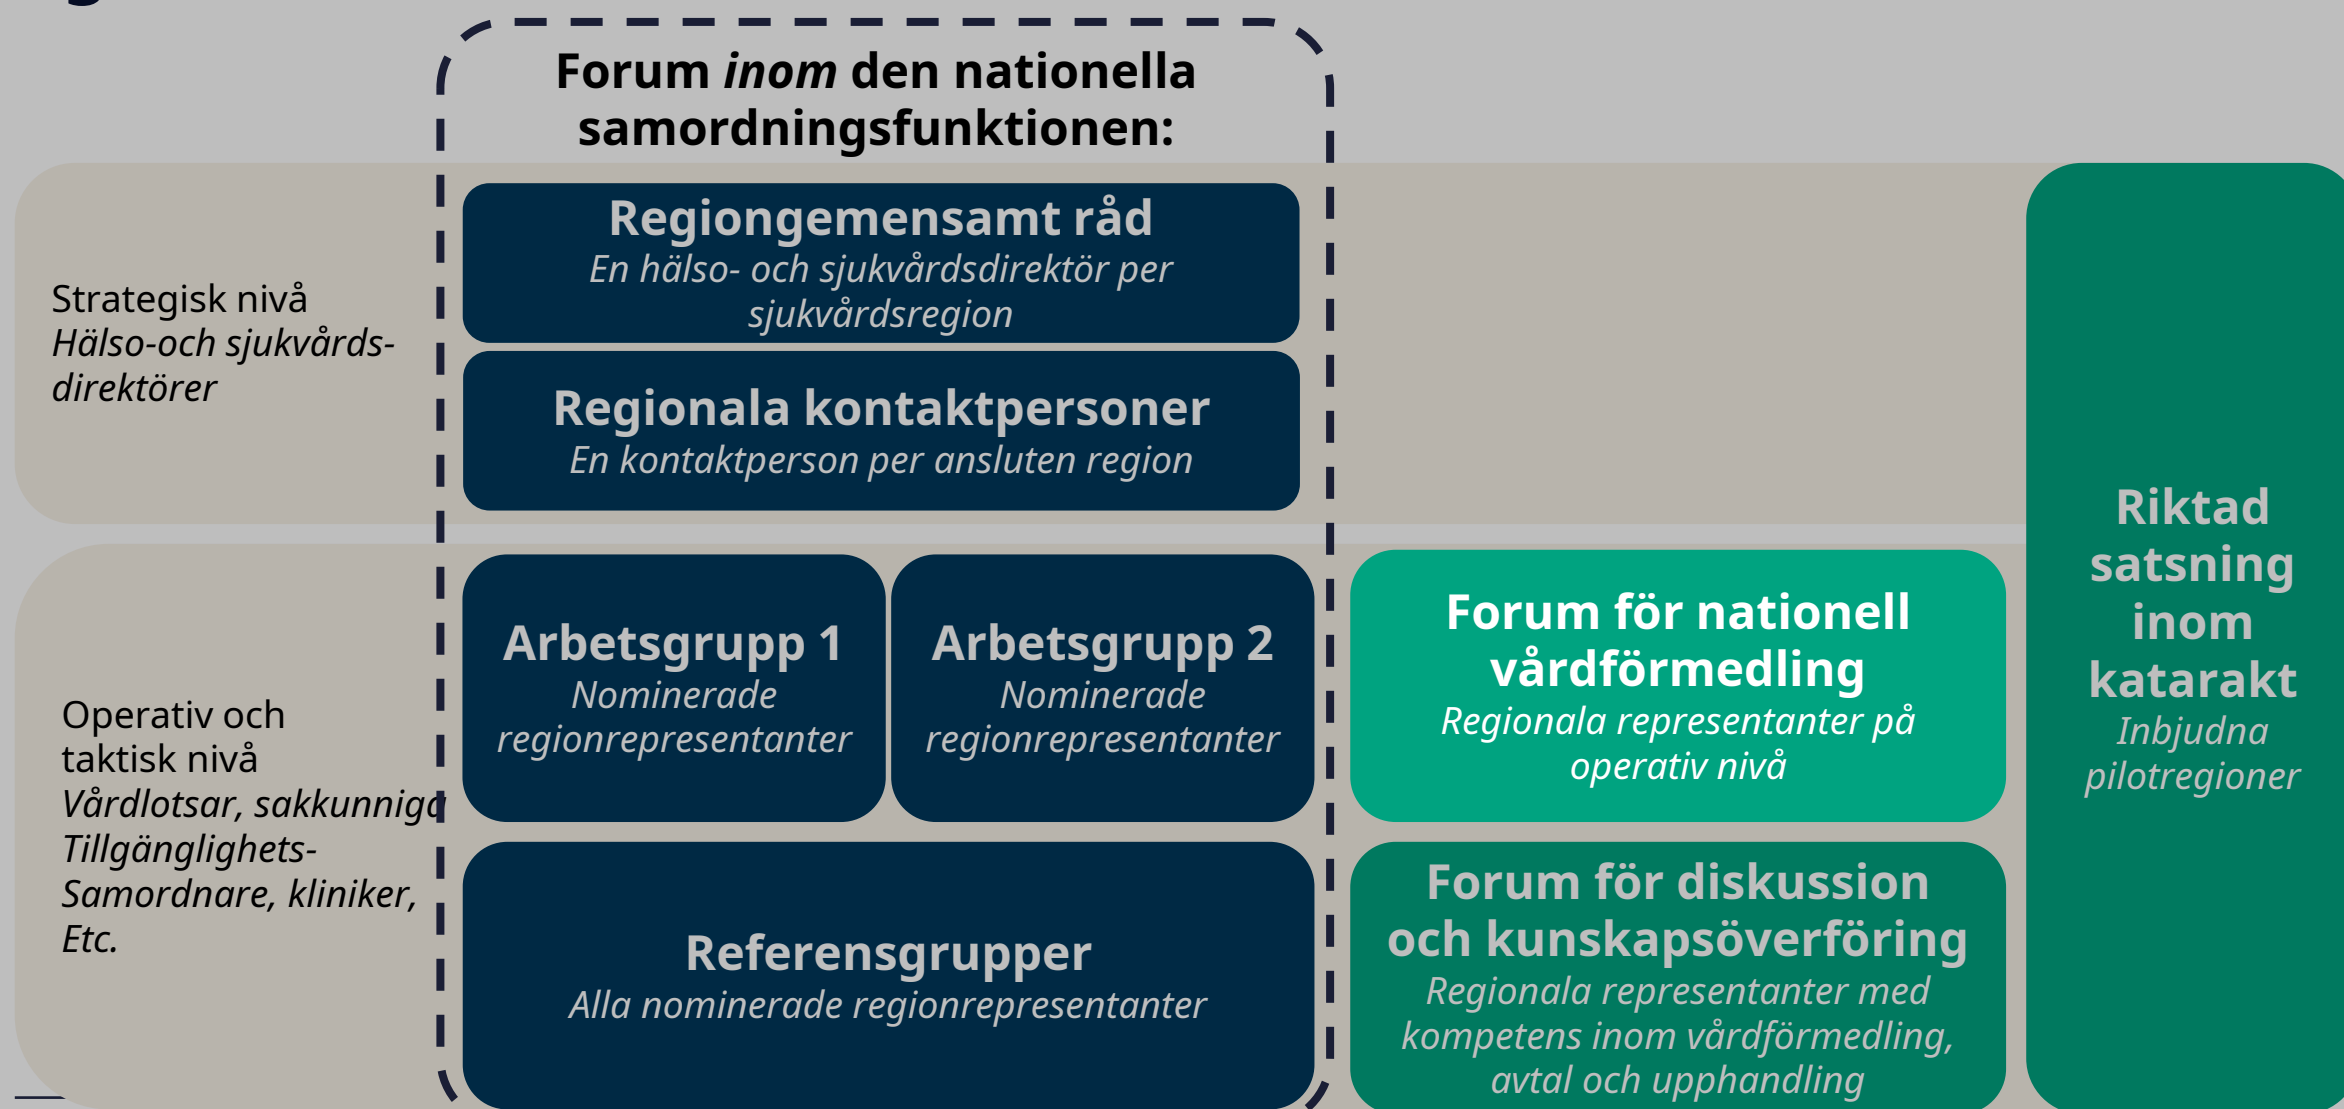 Forum inom den nationella
samordningsfunktionen:
Strategisk nivå
Hälso-och sjukvårds-
direktörer
Regiongemensamt råd
En hälso- och sjukvårdsdirektör per
sjukvårdsregion
Regionala kontaktpersoner
En kontaktperson per ansluten region
Operativ och
taktisk nivå
Vårdlotsar, sakkunniga
Tillgänglighets-
Samordnare, kliniker,
Etc.
Arbetsgrupp 1
Nominerade
regionrepresentanter
Arbetsgrupp 2
Nominerade
regionrepresentanter
Referensgrupper
Alla nominerade regionrepresentanter
Forum för nationell
vårdförmedling
Regionala representanter på
operativ nivå
Forum för diskussion
och kunskapsöverföring
Regionala representanter med
kompetens inom vårdförmedling,
avtal och upphandling
Riktad
satsning
inom
katarakt
Inbjudna
pilotregioner